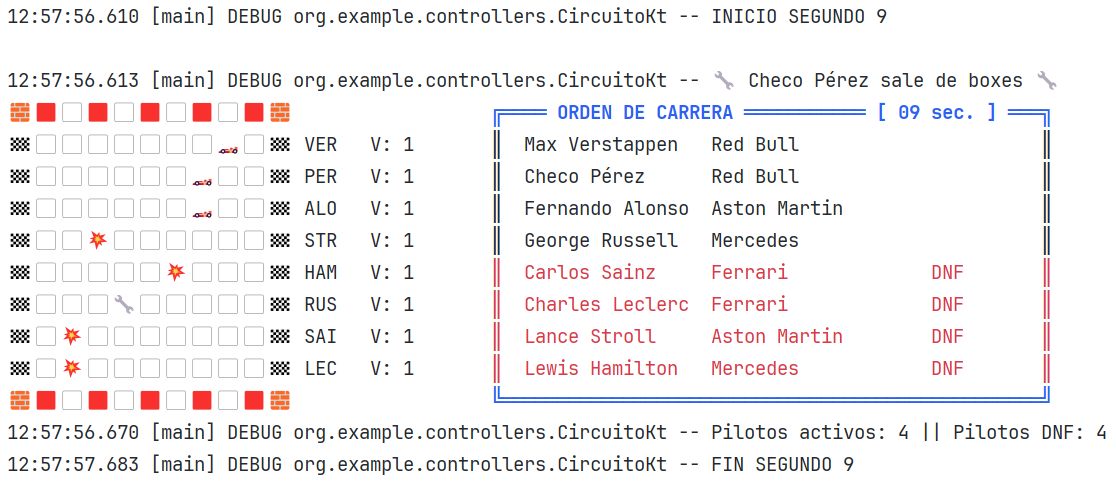 12:57:56.610 [main] DEBUG org.example.controllers.CircuitoKt -- INICIO SEGUNDO 9
12:57:56.613 [main] DEBUG org.example.controllers.CircuitoKt -- 🔧 Checo Pérez sale de boxes 🔧
ORDEN DE CARRERA [ 09 sec. ]
VER V: 1 Max Verstappen Red Bull
PER V: 1 Checo Pérez Red Bull
ALO V: 1 Fernando Alonso Aston Martin
STR V: 1 George Russell Mercedes
HAM V: 1 Carlos Sainz Ferrari DNF
RUS V: 1 Charles Leclerc Ferrari DNF
SAI V: 1 Lance Stroll Aston Martin DNF
LEC V: 1 Lewis Hamilton Mercedes DNF
12:57:56.670 [main] DEBUG org.example.controllers.CircuitoKt -- Pilotos activos: 4 || Pilotos DNF: 4
12:57:57.683 [main] DEBUG org.example.controllers.CircuitoKt -- FIN SEGUNDO 9